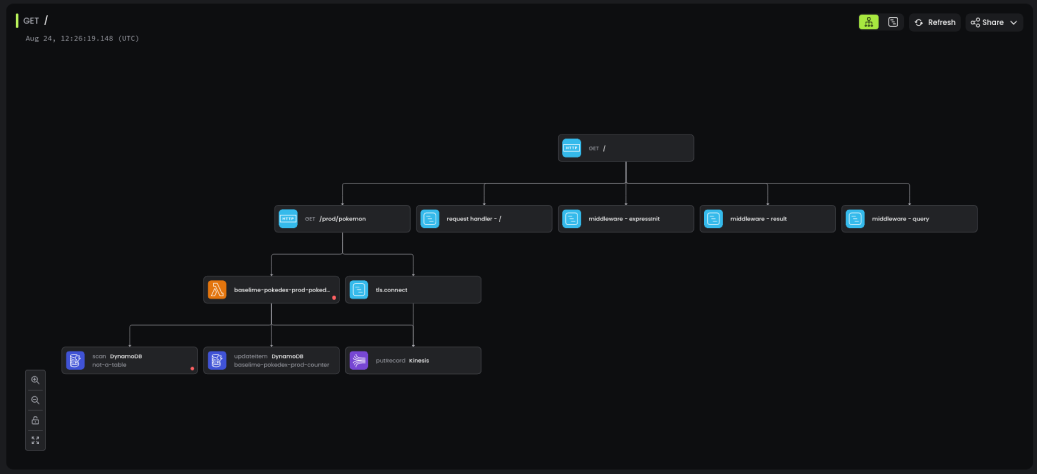 GET /
Refresh
Share
Aug 24, 12:26:19.148 (UTC)
HTTP GET /
HTTP GET /prod/pokemon
request handler - /
middleware - expressInit
middleware - result
middleware - query
baselime-pokedex-prod-poked...
tls.connect
scan DynamoDB
not-a-table
updateItem DynamoDB
baselime-pokedex-prod-counter
putRecord Kinesis